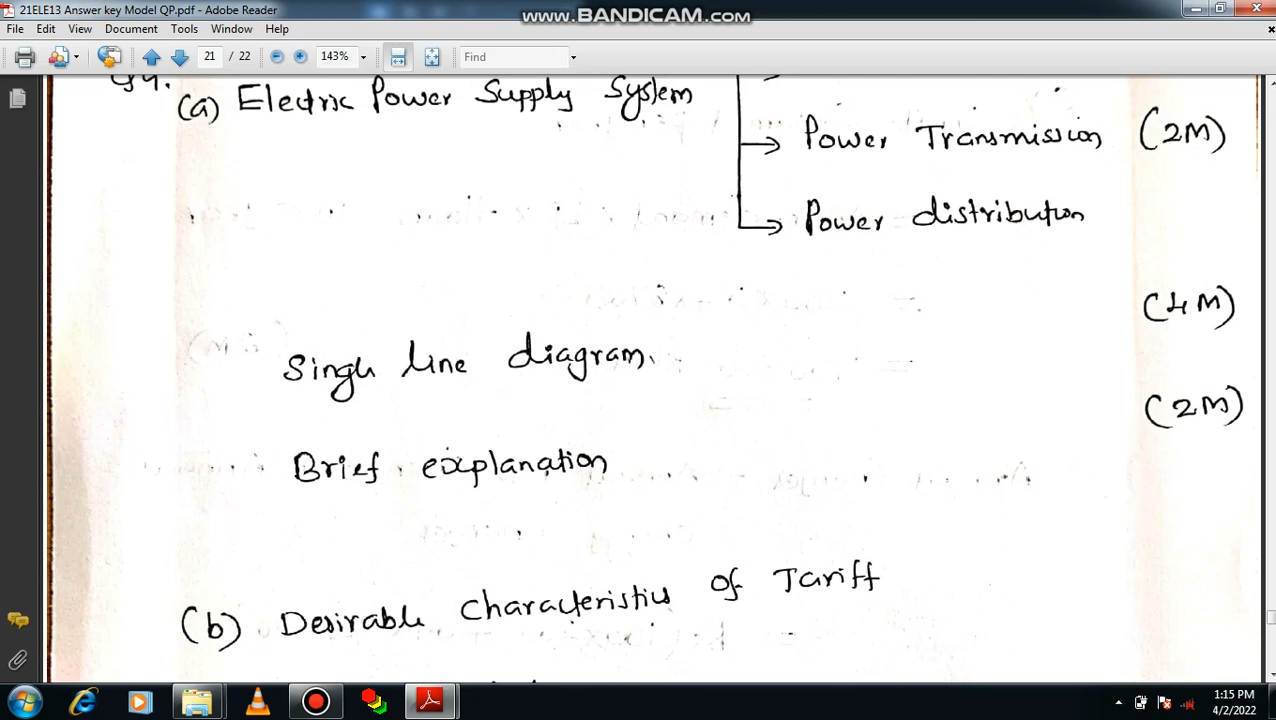 21ELE13 Answer key Model QP.pdf - Adobe Reader
www.BANDICAM.com
File Edit View Document Tools Window Help
21 / 22 143% Find
(a) Electric Power Supply System
→ Power Transmission (2M)
→ Power distribution
(4M)
Single line diagram.
(2M)
Brief explanation
(b) Desirable Characteristics of Tariff
1:15 PM
4/2/2022